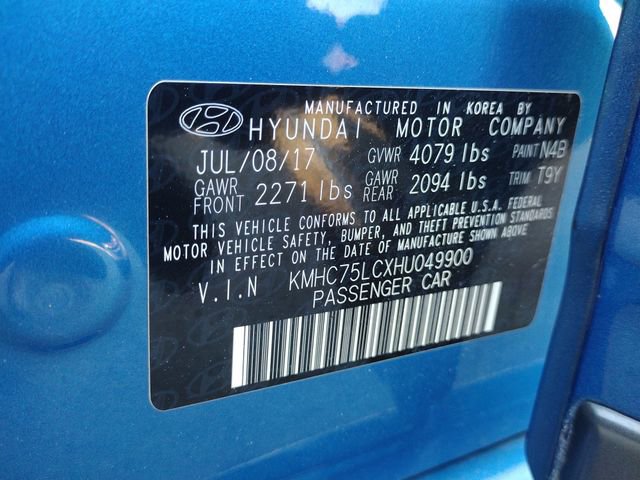 MANUFACTURED IN KOREA BY
HYUNDAI MOTOR COMPANY
JUL/08/17 GVWR 4079 lbs PAINT N4B
GAWR FRONT 2271 lbs GAWR REAR 2094 lbs TRIM T9Y
THIS VEHICLE CONFORMS TO ALL APPLICABLE U.S.A. FEDERAL
MOTOR VEHICLE SAFETY, BUMPER, AND THEFT PREVENTION STANDARDS
IN EFFECT ON THE DATE OF MANUFACTURE SHOWN ABOVE.
V.I.N KMHC75LCXHU049900
PASSENGER CAR